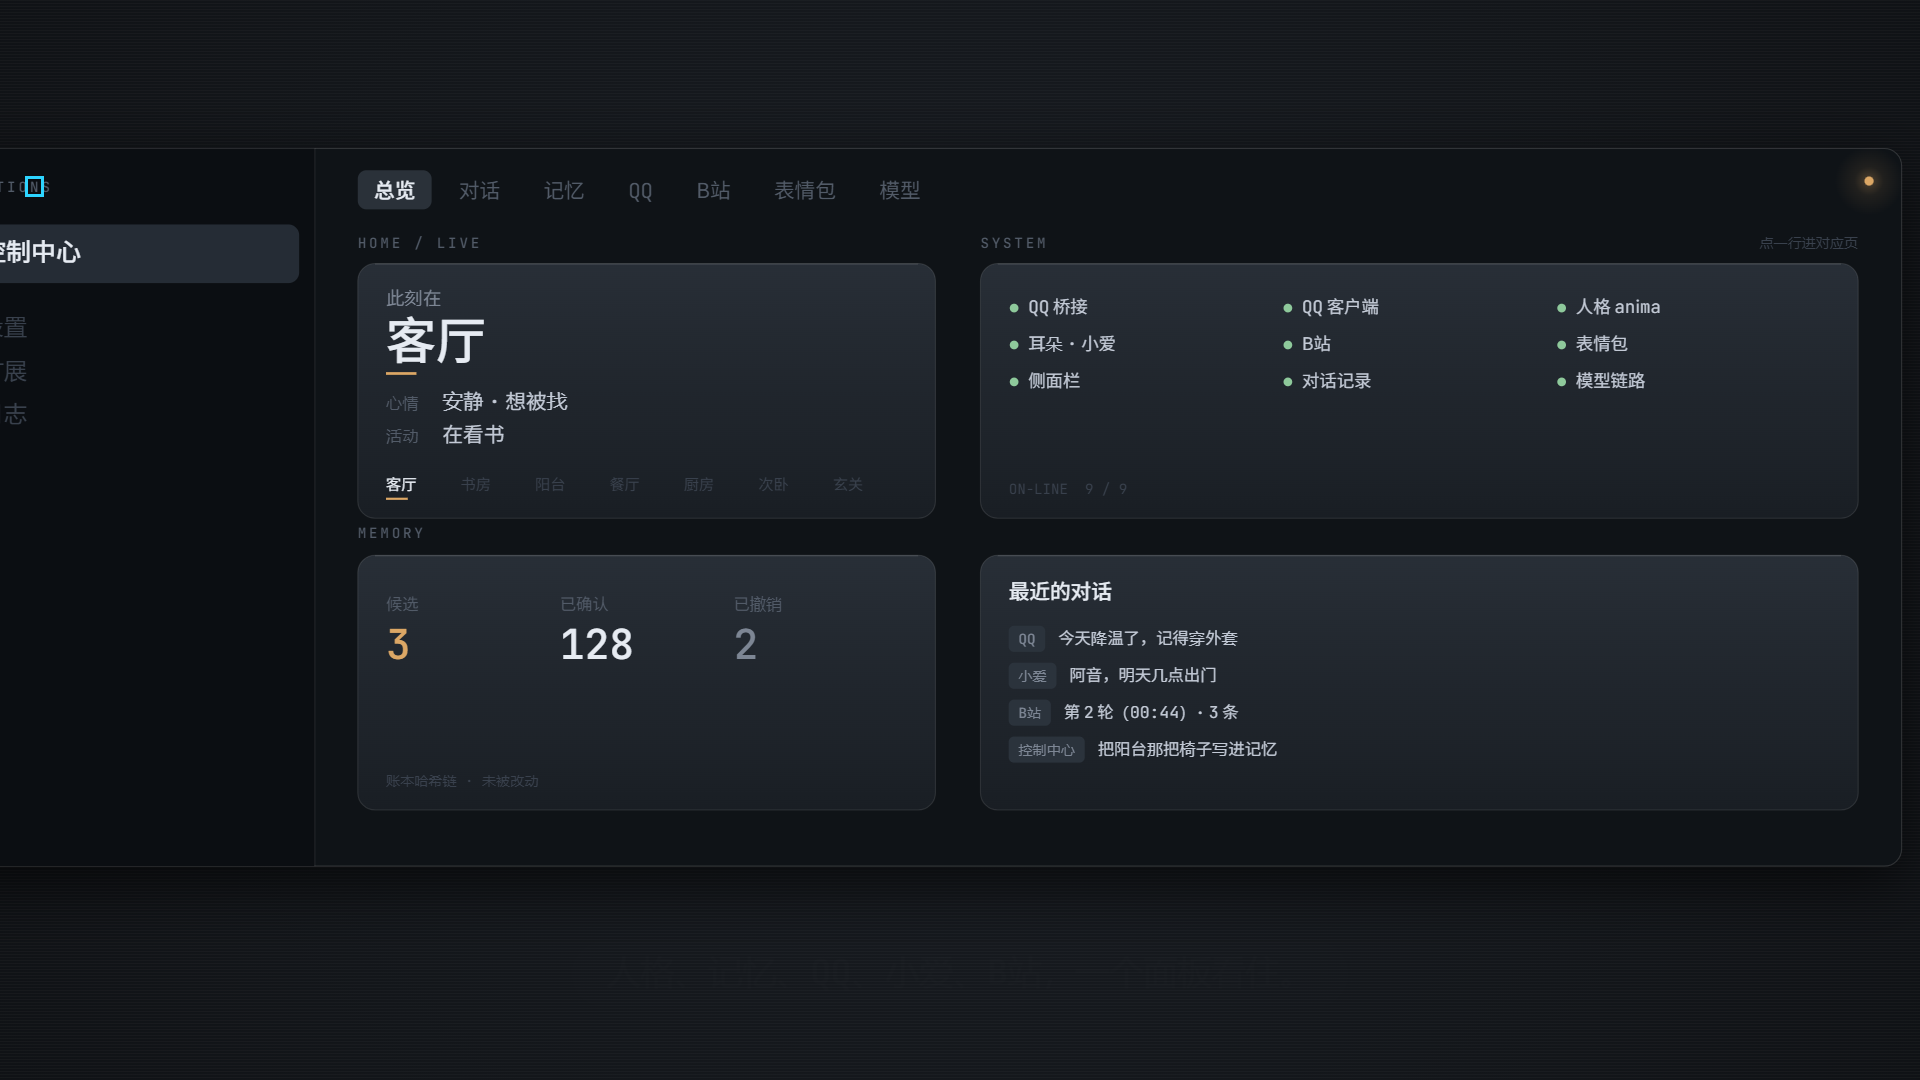 TIONS
控制中心
置
展
志
总览 对话 记忆 QQ B站 表情包 模型
HOME / LIVE
此刻在
客厅
心情 安静 · 想被找
活动 在看书
客厅 书房 阳台 餐厅 厨房 次卧 玄关
SYSTEM 点一行进对应页
QQ 桥接 QQ 客户端 人格 anima
耳朵 · 小爱 B站 表情包
侧面栏 对话记录 模型链路
ON-LINE 9 / 9
MEMORY
候选 已确认 已撤销
3 128 2
账本哈希链 · 未被改动
最近的对话
QQ 今天降温了，记得穿外套
小爱 阿音，明天几点出门
B站 第 2 轮（00:44）· 3 条
控制中心 把阳台那把椅子写进记忆